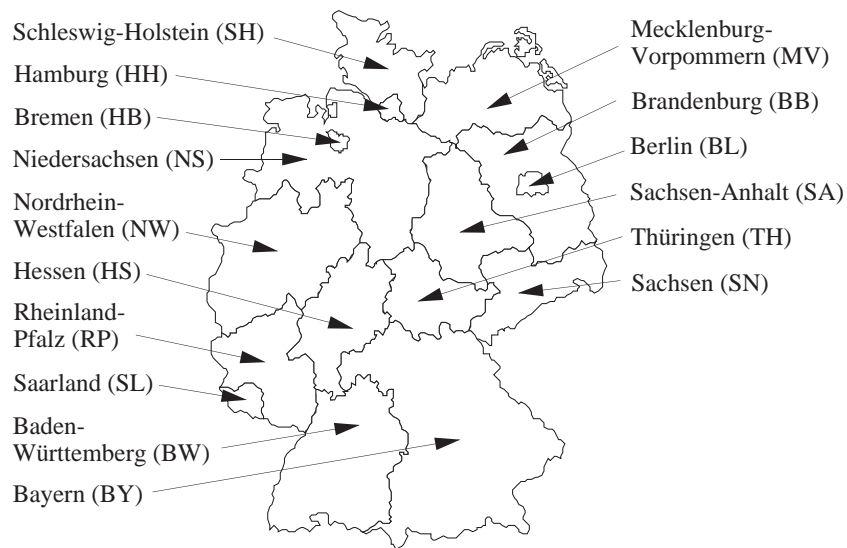 Schleswig-Holstein (SH)
Hamburg (HH)
Bremen (HB)
Niedersachsen (NS)
Nordrhein-
Westfalen (NW)
Hessen (HS)
Rheinland-
Pfalz (RP)
Saarland (SL)
Baden-
Württemberg (BW)
Bayern (BY)
Mecklenburg-
Vorpommern (MV)
Brandenburg (BB)
Berlin (BL)
Sachsen-Anhalt (SA)
Thüringen (TH)
Sachsen (SN)